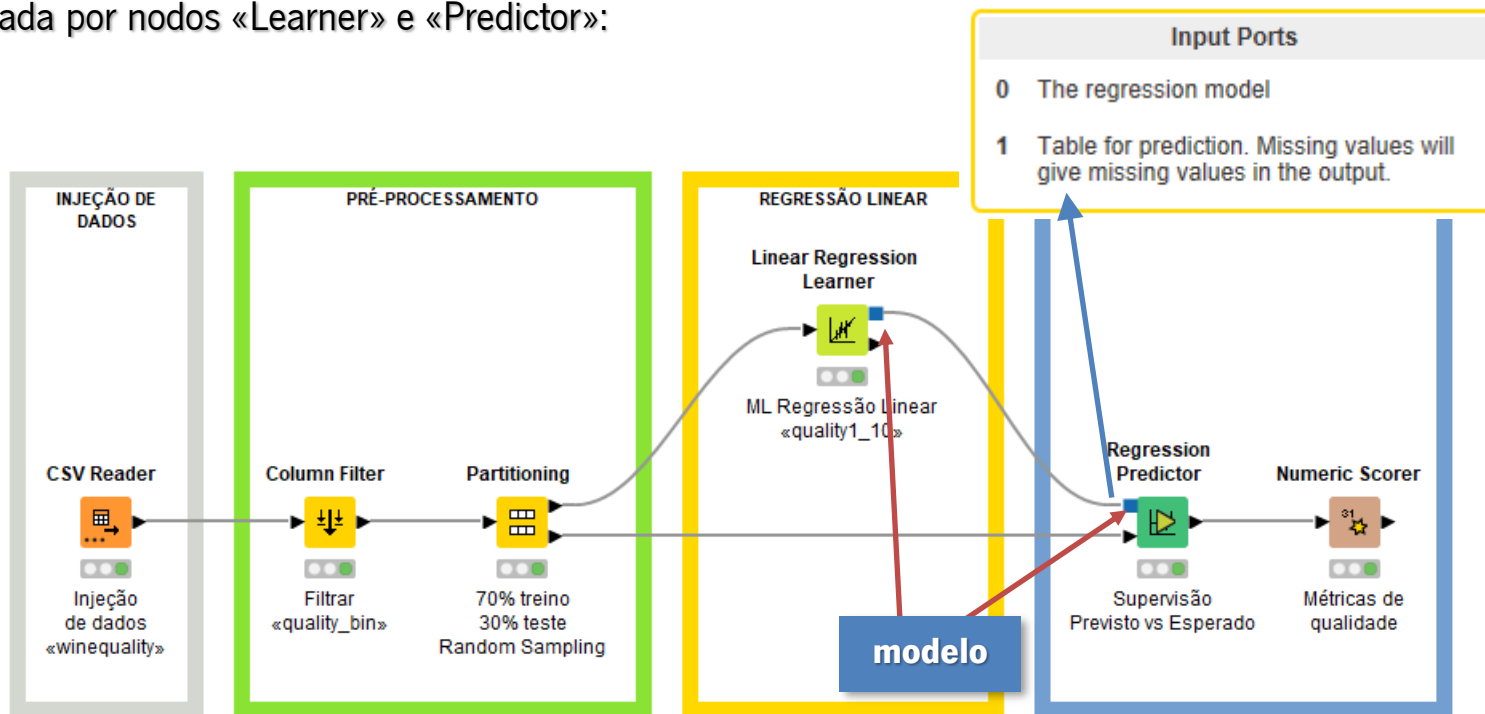 ada por nodos «Learner» e «Predictor»:
Input Ports
0 The regression model
1 Table for prediction. Missing values will
give missing values in the output.
INJEÇÃO DE
DADOS
PRÉ-PROCESSAMENTO
REGRESSÃO LINEAR
Linear Regression
Learner
ML Regressão Linear
«quality1_10»
CSV Reader
Injeção
de dados
«winequality»
Column Filter
Filtrar
«quality_bin»
Partitioning
70% treino
30% teste
Random Sampling
Regression
Predictor
Supervisão
Previsto vs Esperado
Numeric Scorer
31
Métricas de
qualidade
modelo